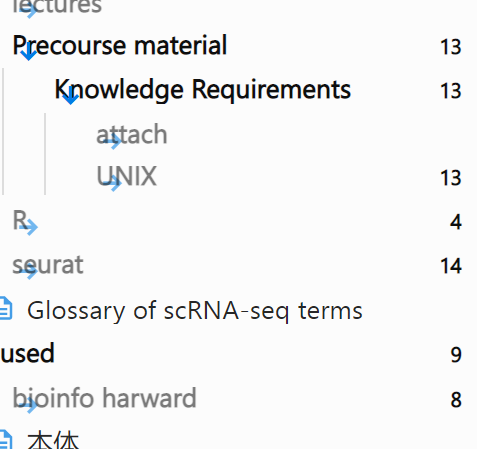 lectures
Precourse material 13
Knowledge Requirements 13
attach
UNIX 13
R 4
seurat 14
Glossary of scRNA-seq terms
used 9
bioinfo harward 8
本体